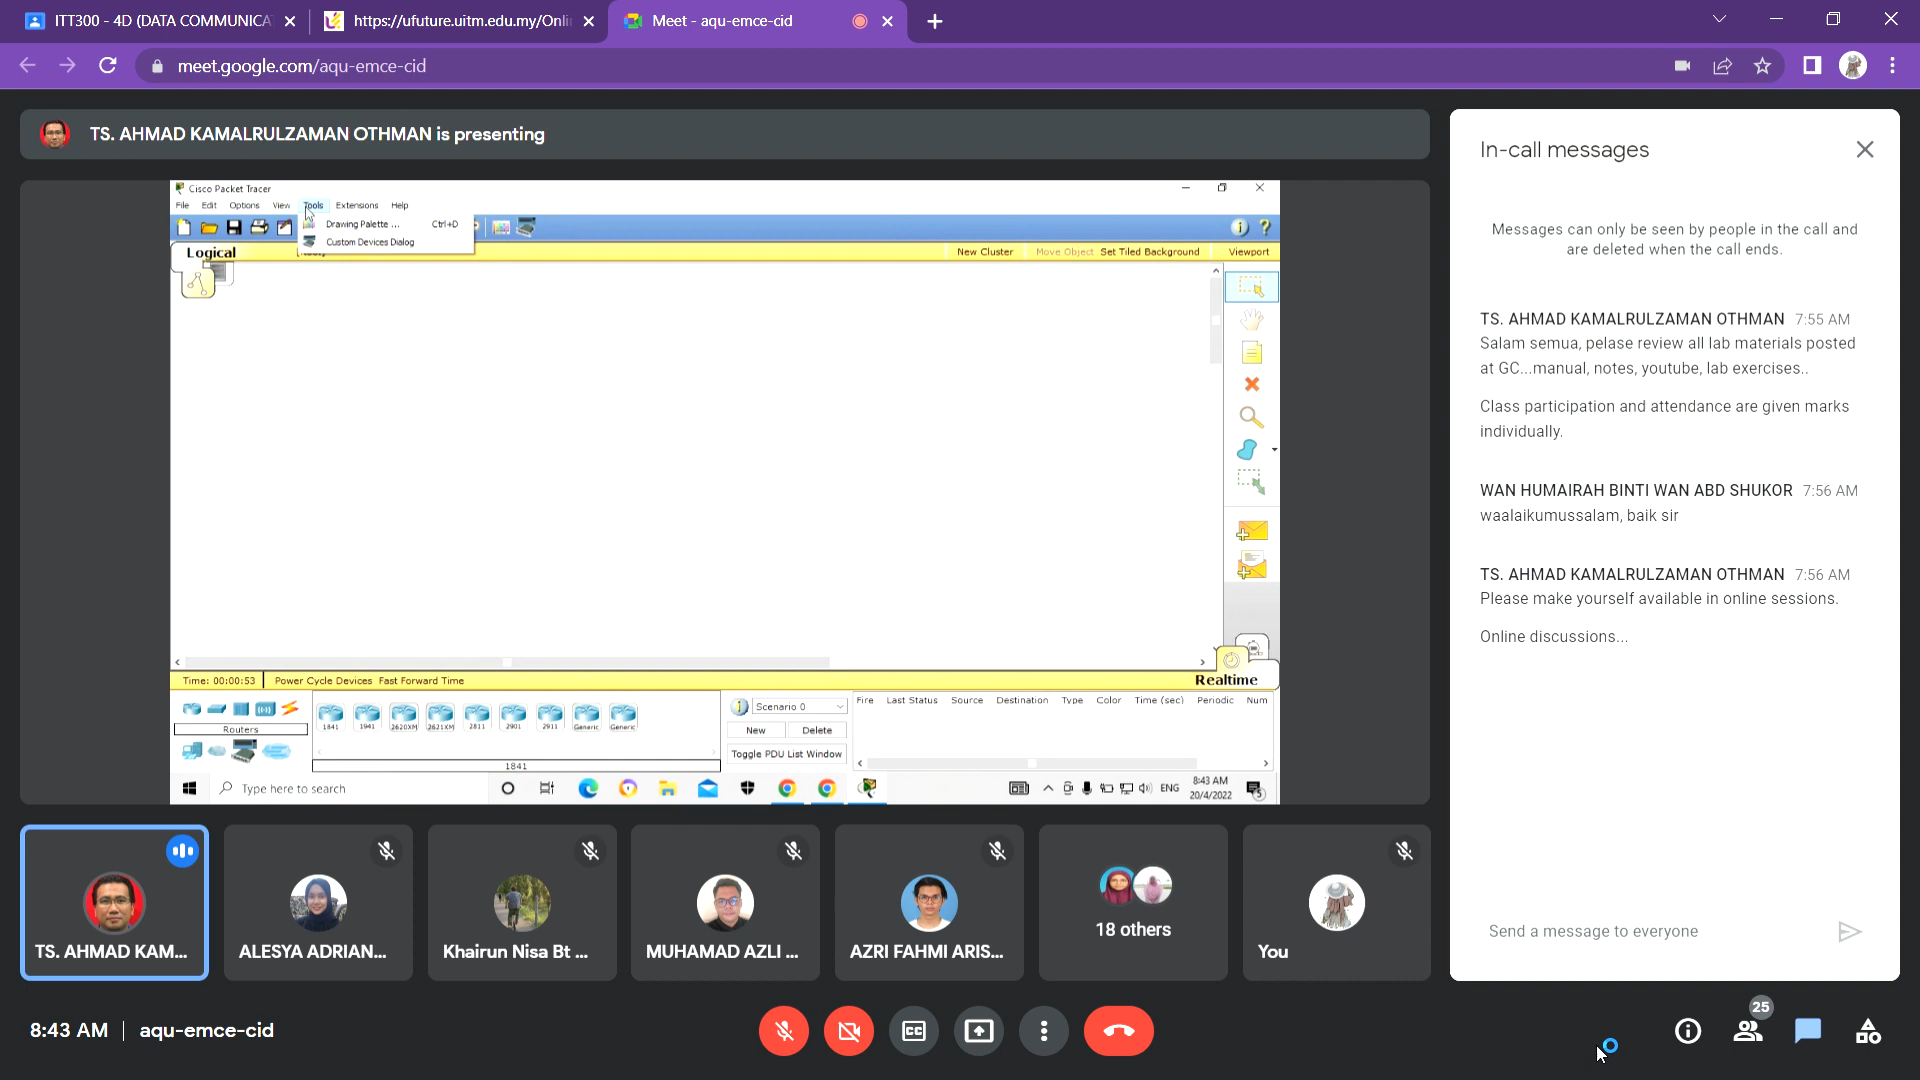 ITT300 - 4D (DATA COMMUNICA
https://ufuture.uitm.edu.my/Onli
Meet - aqu-emce-cid
meet.google.com/aqu-emce-cid
TS. AHMAD KAMALRULZAMAN OTHMAN is presenting
Cisco Packet Tracer
File Edit Options View Tools Extensions Help
Drawing Palette ... Ctrl+D
Custom Devices Dialog
Logical
New Cluster Move Object Set Tiled Background Viewport
Time: 00:00:53 Power Cycle Devices Fast Forward Time
Realtime
Routers
1841 1941 2620XM 2621XM 2811 2901 2911 Generic Generic
1841
Scenario 0
New Delete
Toggle PDU List Window
Fire Last Status Source Destination Type Color Time (sec) Periodic Num
Type here to search
ENG
8:43 AM
20/4/2022
5
TS. AHMAD KAM...
ALESYA ADRIAN...
Khairun Nisa Bt ...
MUHAMAD AZLI ...
AZRI FAHMI ARIS...
18 others
You
8:43 AM | aqu-emce-cid
25
In-call messages
Messages can only be seen by people in the call and
are deleted when the call ends.
TS. AHMAD KAMALRULZAMAN OTHMAN 7:55 AM
Salam semua, pelase review all lab materials posted
at GC...manual, notes, youtube, lab exercises..
Class participation and attendance are given marks
individually.
WAN HUMAIRAH BINTI WAN ABD SHUKOR 7:56 AM
waalaikumussalam, baik sir
TS. AHMAD KAMALRULZAMAN OTHMAN 7:56 AM
Please make yourself available in online sessions.
Online discussions...
Send a message to everyone